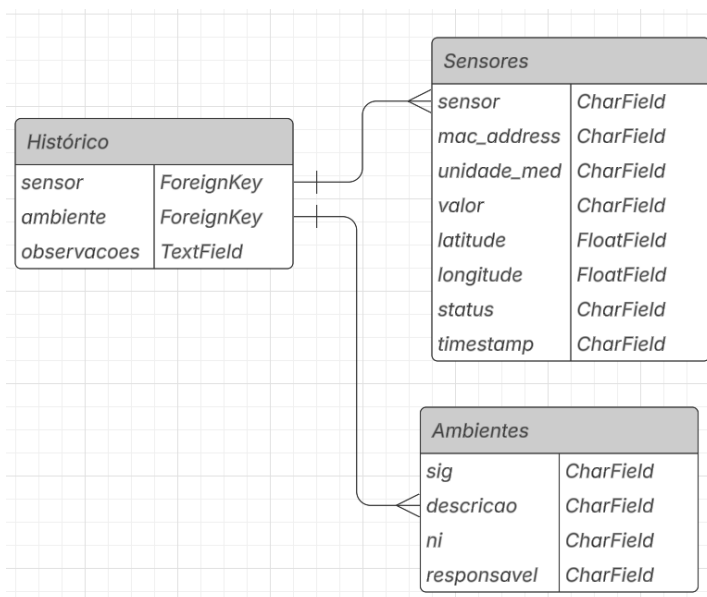 Histórico
sensor ForeignKey
ambiente ForeignKey
observacoes TextField
Sensores
sensor CharField
mac_address CharField
unidade_med CharField
valor CharField
latitude FloatField
longitude FloatField
status CharField
timestamp CharField
Ambientes
sig CharField
descricao CharField
ni CharField
responsavel CharField